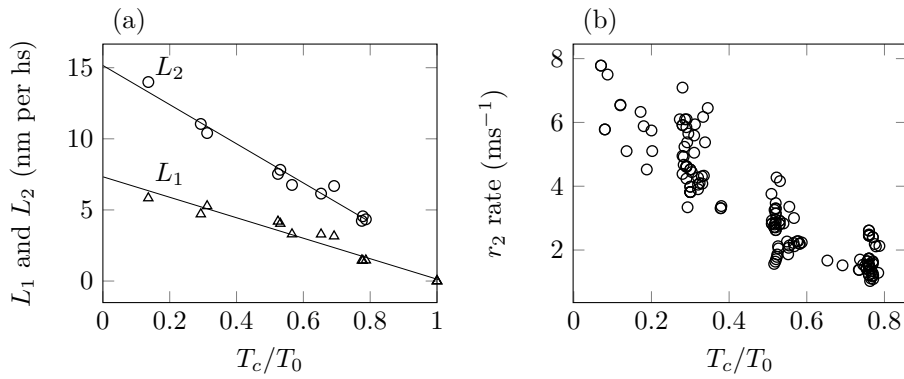 (a)
L₁ and L₂ (nm per hs)
15
10
5
0
L₂
L₁
0 0.2 0.4 0.6 0.8 1
T_c/T₀
(b)
r₂ rate (ms⁻¹)
8
6
4
2
0 0.2 0.4 0.6 0.8
T_c/T₀